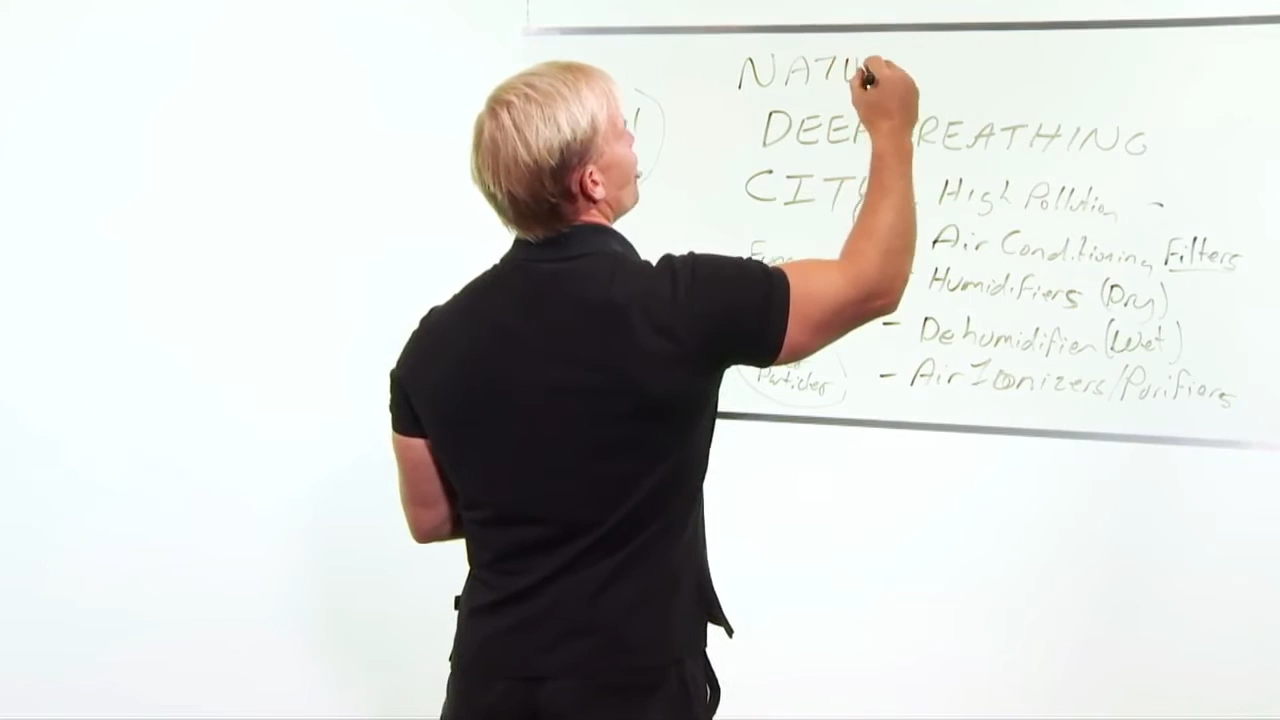 NATU
DEEP BREATHING
CITY High Pollution -
Air Conditioning Filters
- Humidifiers (Dry)
- Dehumidifier (Wet)
Particles - Air Ionizers/Purifiers